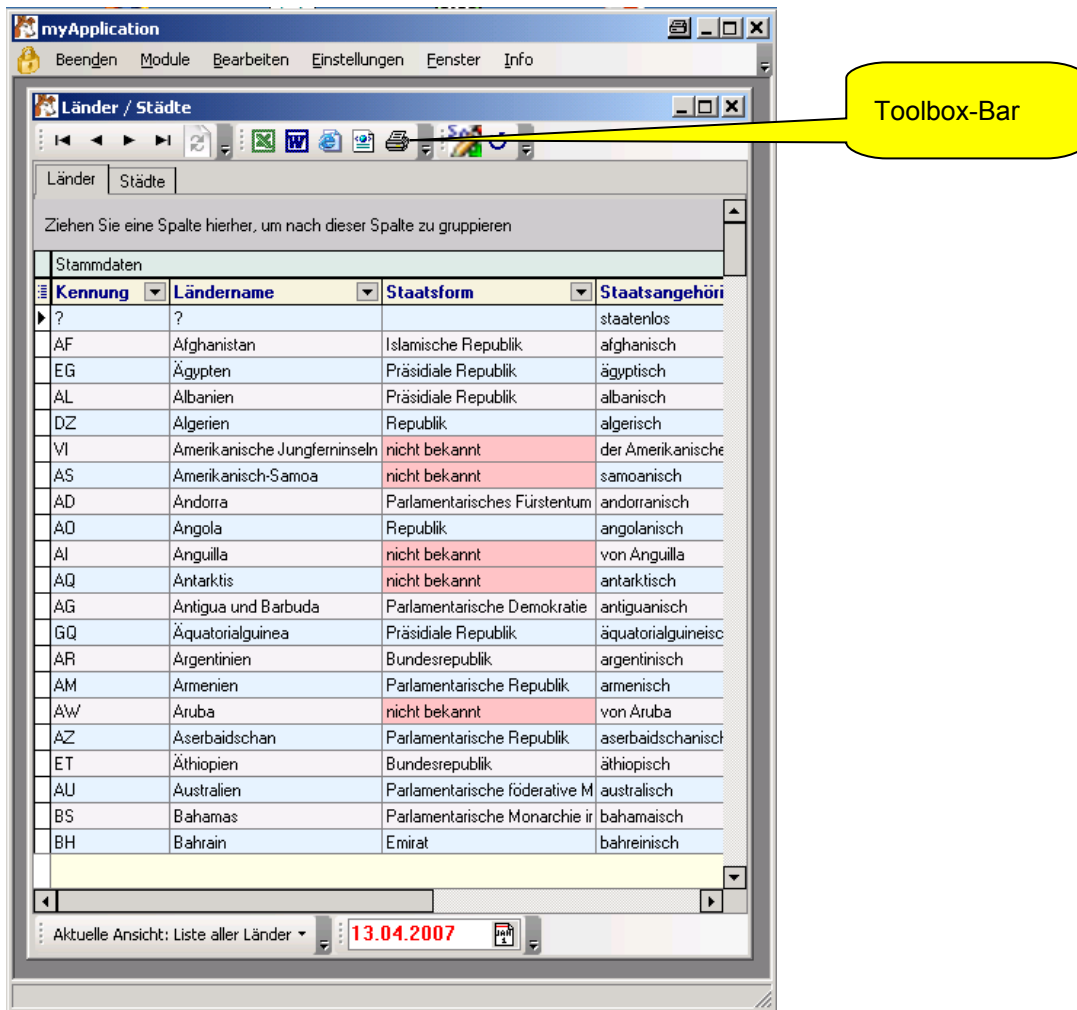 myApplication
Beenden Module Bearbeiten Einstellungen Fenster Info
Toolbox-Bar
Länder / Städte
Länder Städte
Ziehen Sie eine Spalte hierher, um nach dieser Spalte zu gruppieren
Stammdaten
Kennung Ländername Staatsform Staatsangehöri
? ? staatenlos
AF Afghanistan Islamische Republik afghanisch
EG Ägypten Präsidiale Republik ägyptisch
AL Albanien Präsidiale Republik albanisch
DZ Algerien Republik algerisch
VI Amerikanische Jungferninseln nicht bekannt der Amerikanische
AS Amerikanisch-Samoa nicht bekannt samoanisch
AD Andorra Parlamentarisches Fürstentum andorranisch
AO Angola Republik angolanisch
AI Anguilla nicht bekannt von Anguilla
AQ Antarktis nicht bekannt antarktisch
AG Antigua und Barbuda Parlamentarische Demokratie antiguanisch
GQ Äquatorialguinea Präsidiale Republik äquatorialguineisc
AR Argentinien Bundesrepublik argentinisch
AM Armenien Parlamentarische Republik armenisch
AW Aruba nicht bekannt von Aruba
AZ Aserbaidschan Parlamentarische Republik aserbaidschanisch
ET Äthiopien Bundesrepublik äthiopisch
AU Australien Parlamentarische föderative M australisch
BS Bahamas Parlamentarische Monarchie ir bahamaisch
BH Bahrain Emirat bahreinisch
Aktuelle Ansicht: Liste aller Länder 13.04.2007